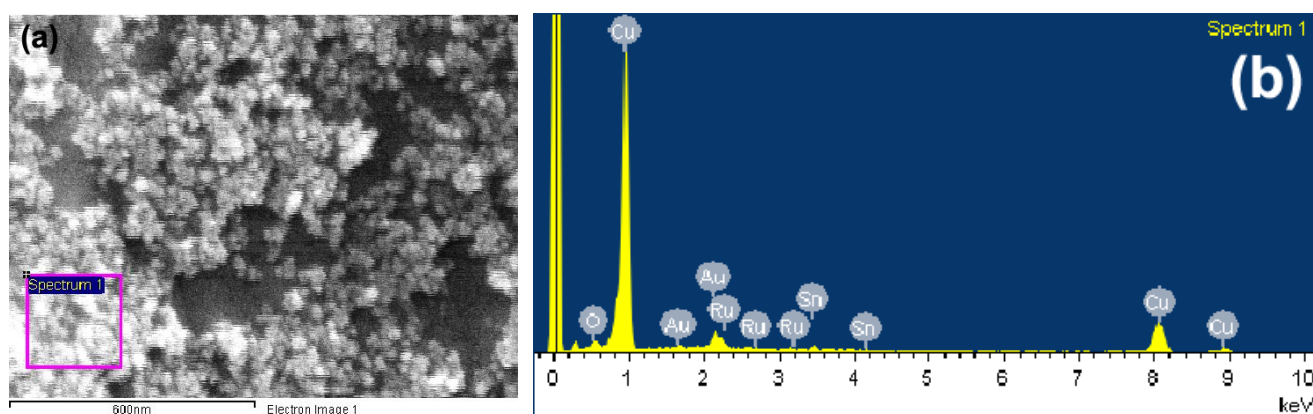 (a)
Spectrum 1
600nm
Electron Image 1
Spectrum 1
(b)
Cu
Au
O
Au
Ru
Ru
Ru
Sn
Sn
Cu
Cu
0 1 2 3 4 5 6 7 8 9 10
keV